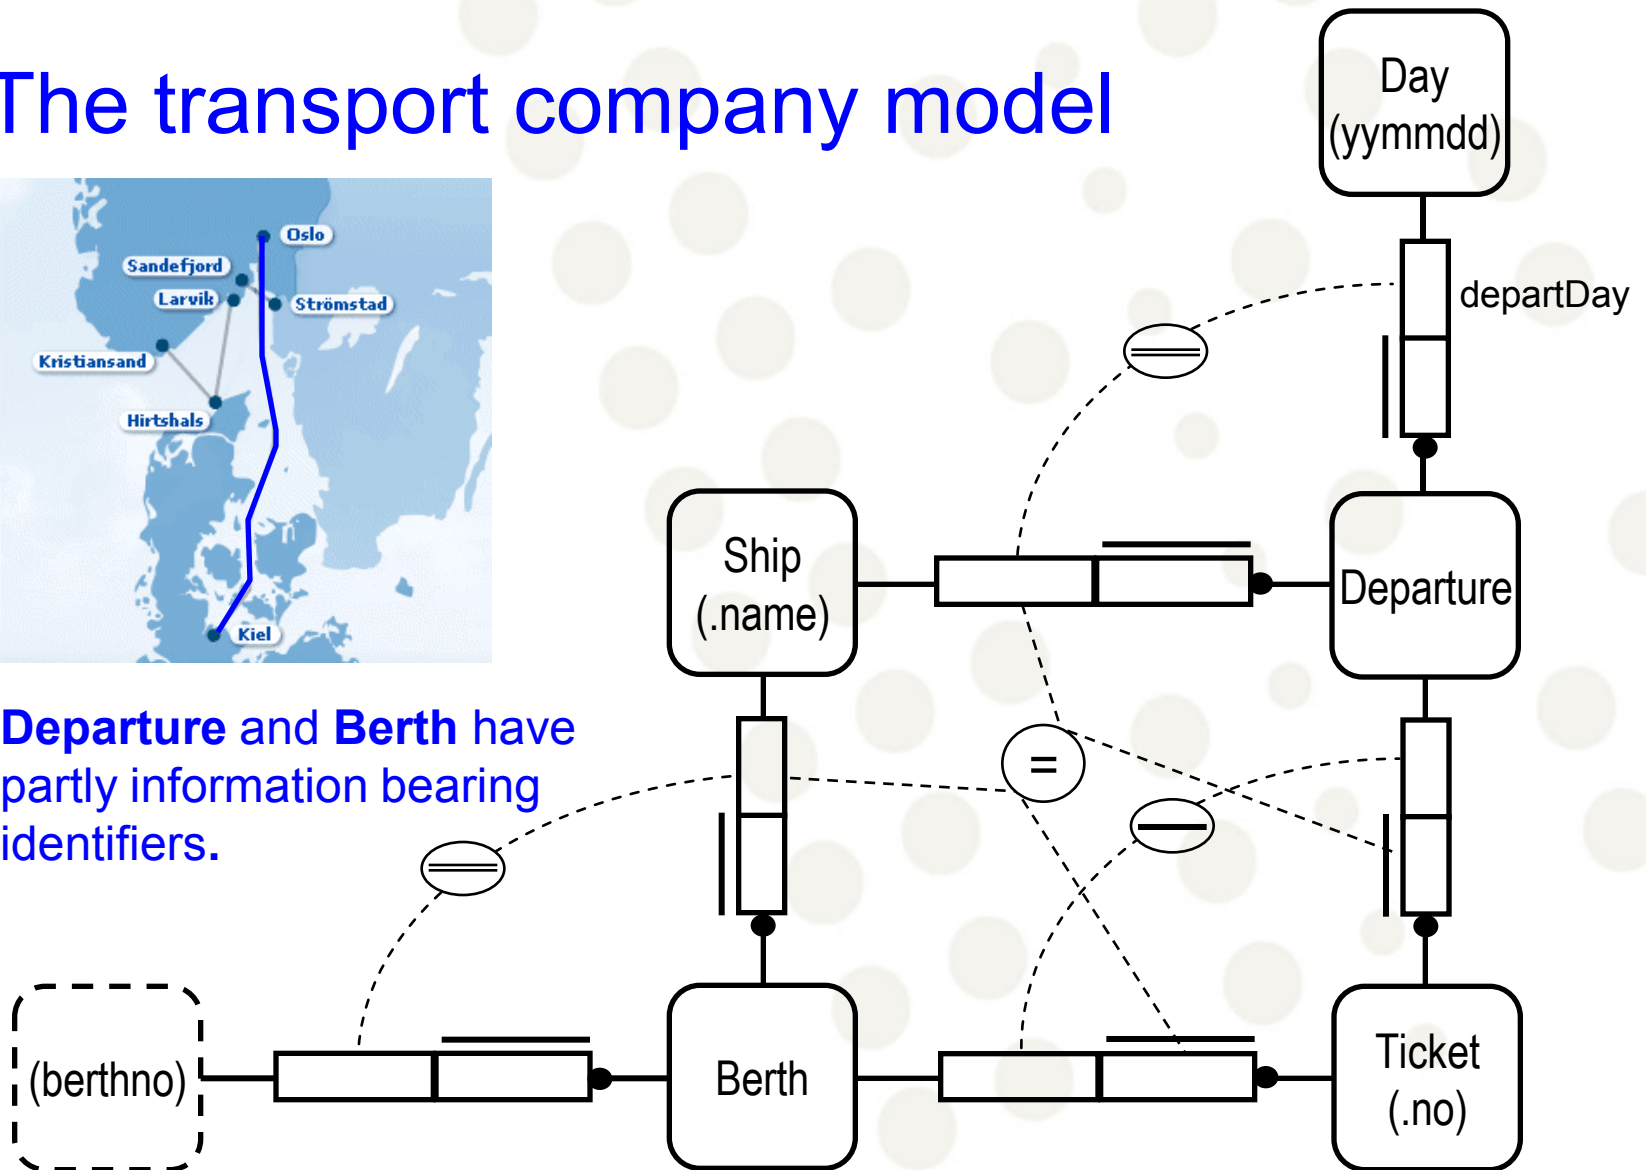 The transport company model
Day
(yymmdd)
Oslo
Sandefjord
Larvik
Strömstad
Kristiansand
Hirtshals
Kiel
departDay
Ship
(.name)
Departure
Departure and Berth have
partly information bearing
identifiers.
=
(berthno)
Berth
Ticket
(.no)